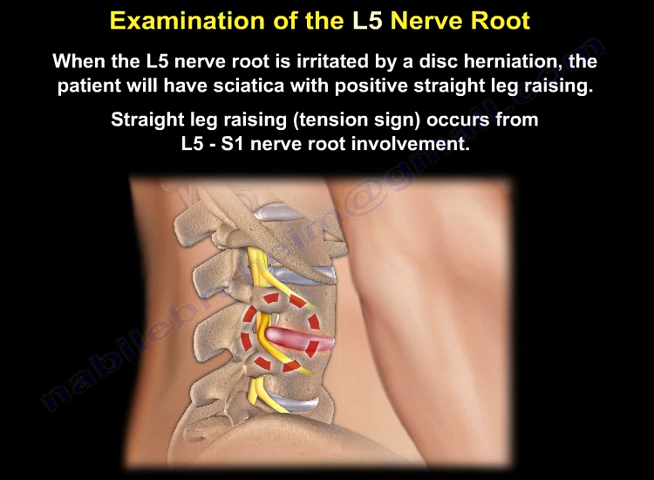 Examination of the L5 Nerve Root
When the L5 nerve root is irritated by a disc herniation, the
patient will have sciatica with positive straight leg raising.
Straight leg raising (tension sign) occurs from
L5 - S1 nerve root involvement.